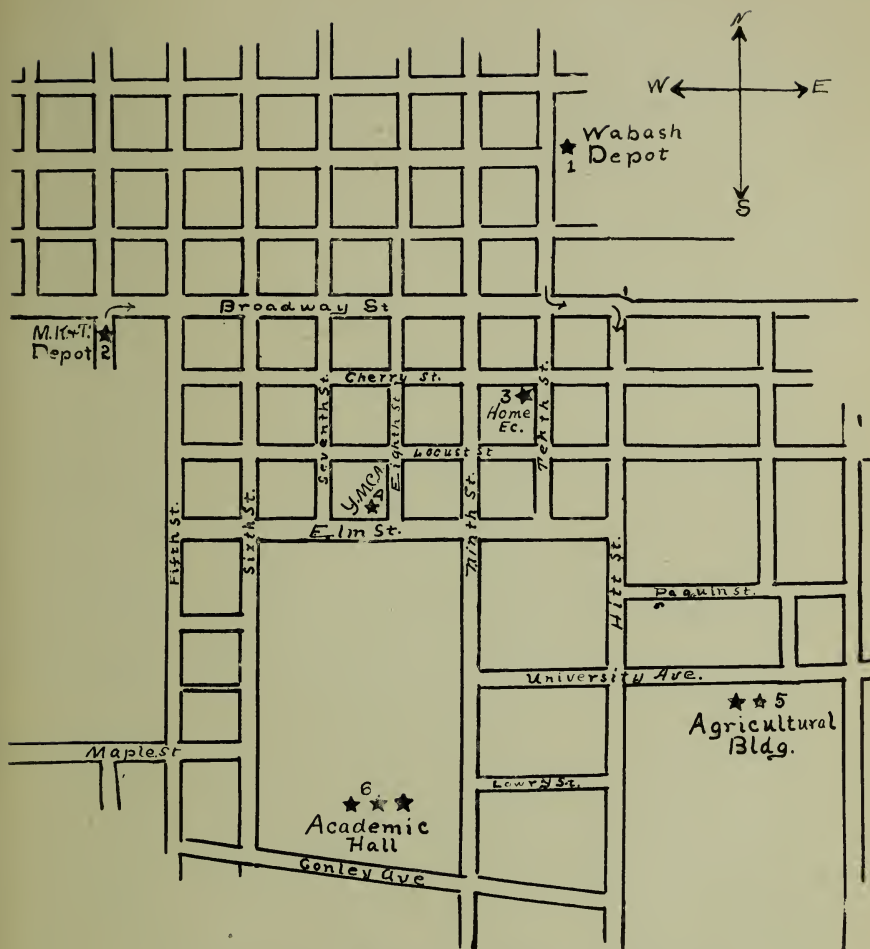 N
W E
S
Wabash
Depot
1
Broadway St
M.K.+T.
Depot 2
Cherry St.
3
Home
Ec.
Tenth St.
Seventh St.
Eighth St
Locust St
Y.M.C.A.
Elm St.
Fifth St.
Sixth St.
Ninth St.
Hitt St.
Paquin St.
University Ave.
5
Agricultural
Bldg.
Maple St
Lowry St.
6
Academic
Hall
Conley Ave